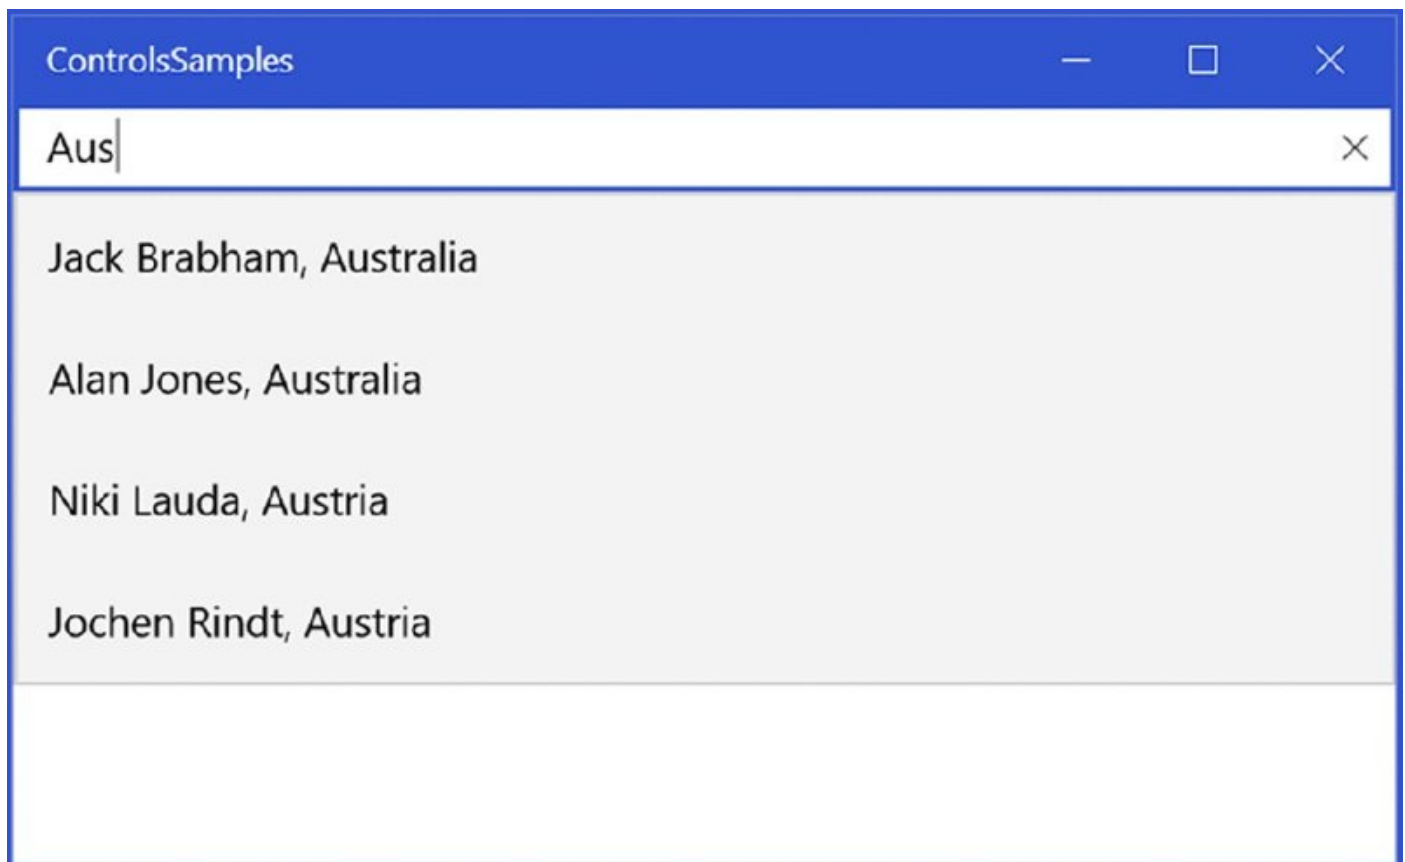 ControlsSamples
Aus
Jack Brabham, Australia
Alan Jones, Australia
Niki Lauda, Austria
Jochen Rindt, Austria